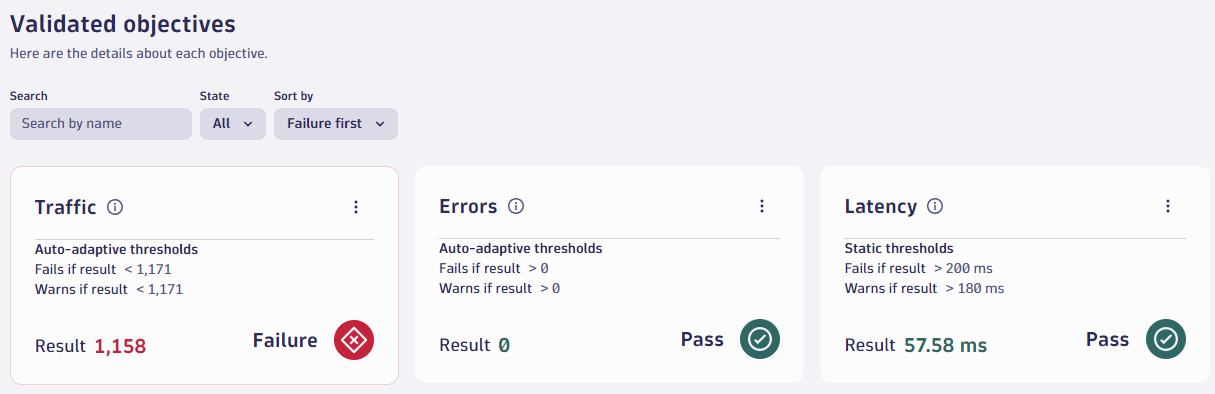 Validated objectives
Here are the details about each objective.
Search
Search by name
State
All
Sort by
Failure first
Traffic
Auto-adaptive thresholds
Fails if result < 1,171
Warns if result < 1,171
Result 1,158
Failure
Errors
Auto-adaptive thresholds
Fails if result > 0
Warns if result > 0
Result 0
Pass
Latency
Static thresholds
Fails if result > 200 ms
Warns if result > 180 ms
Result 57.58 ms
Pass